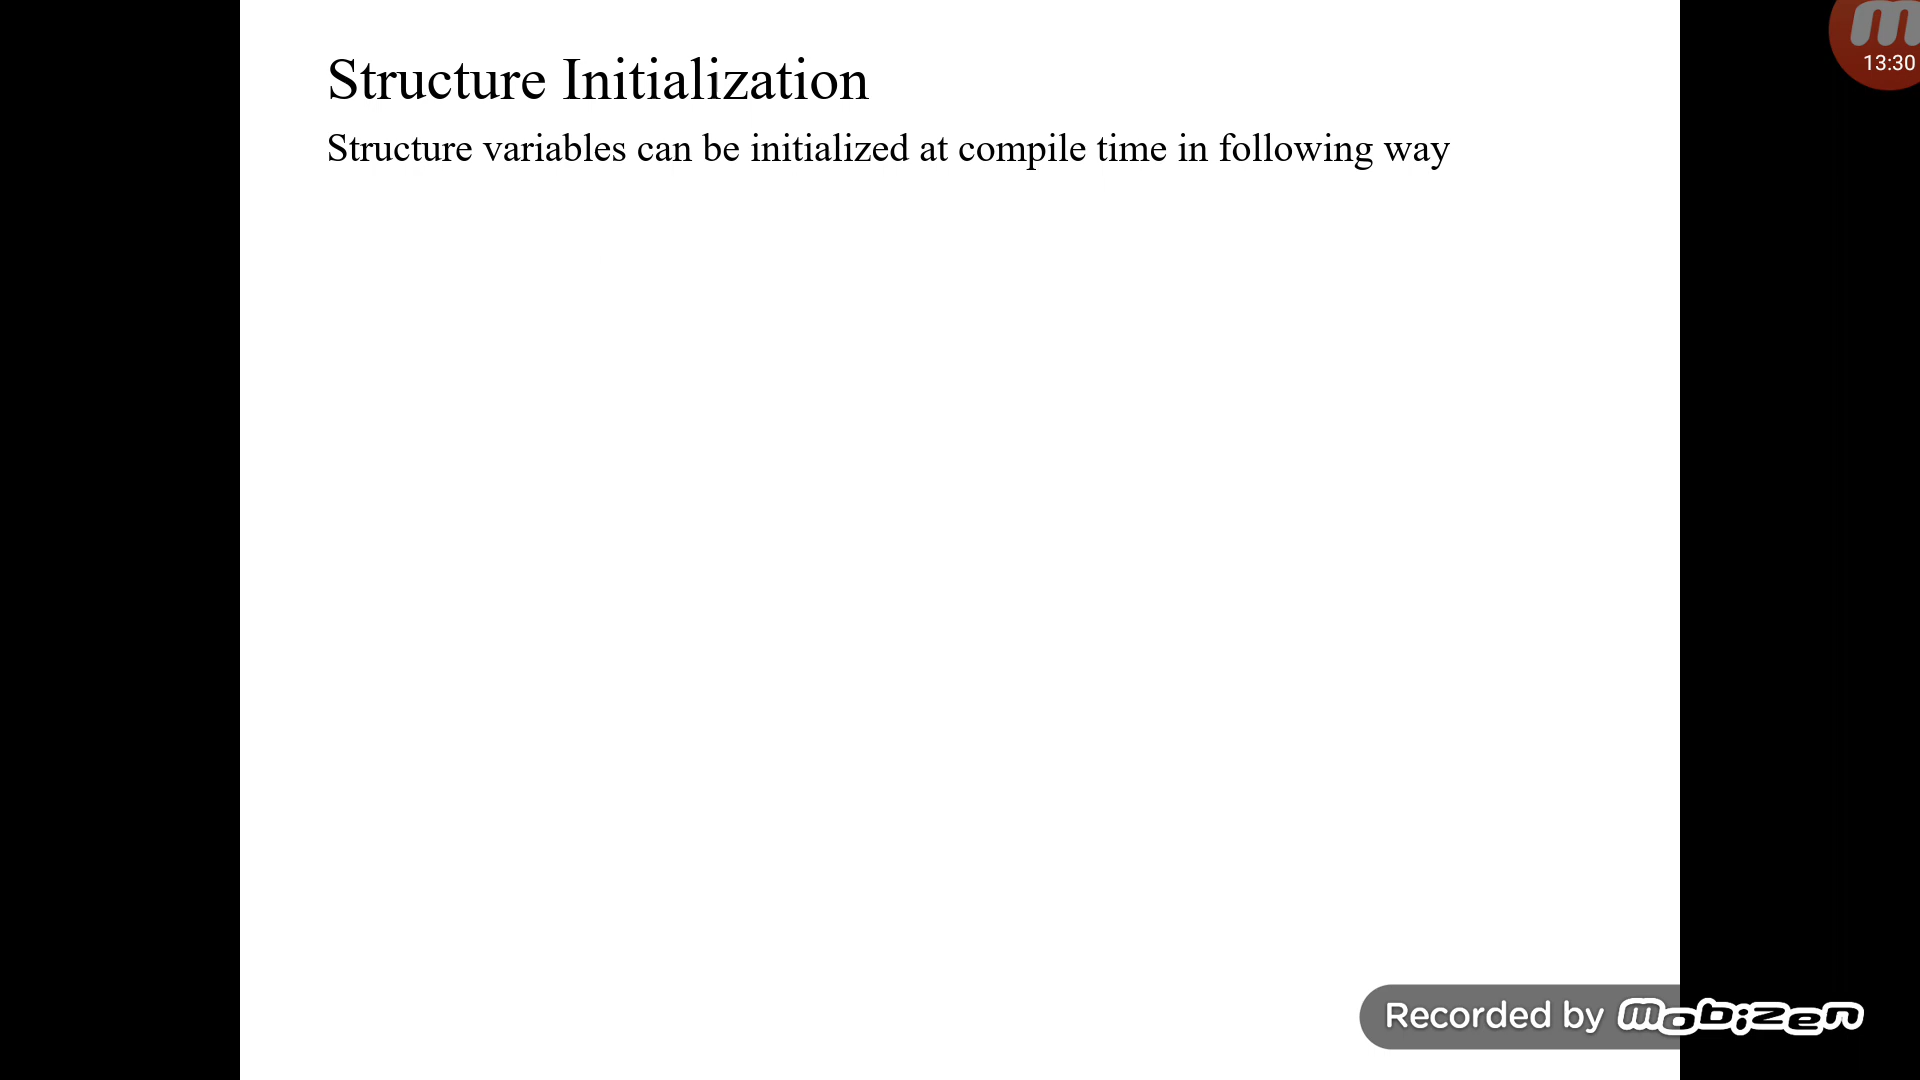 Structure Initialization
Structure variables can be initialized at compile time in following way
13:30
Recorded by mobizen